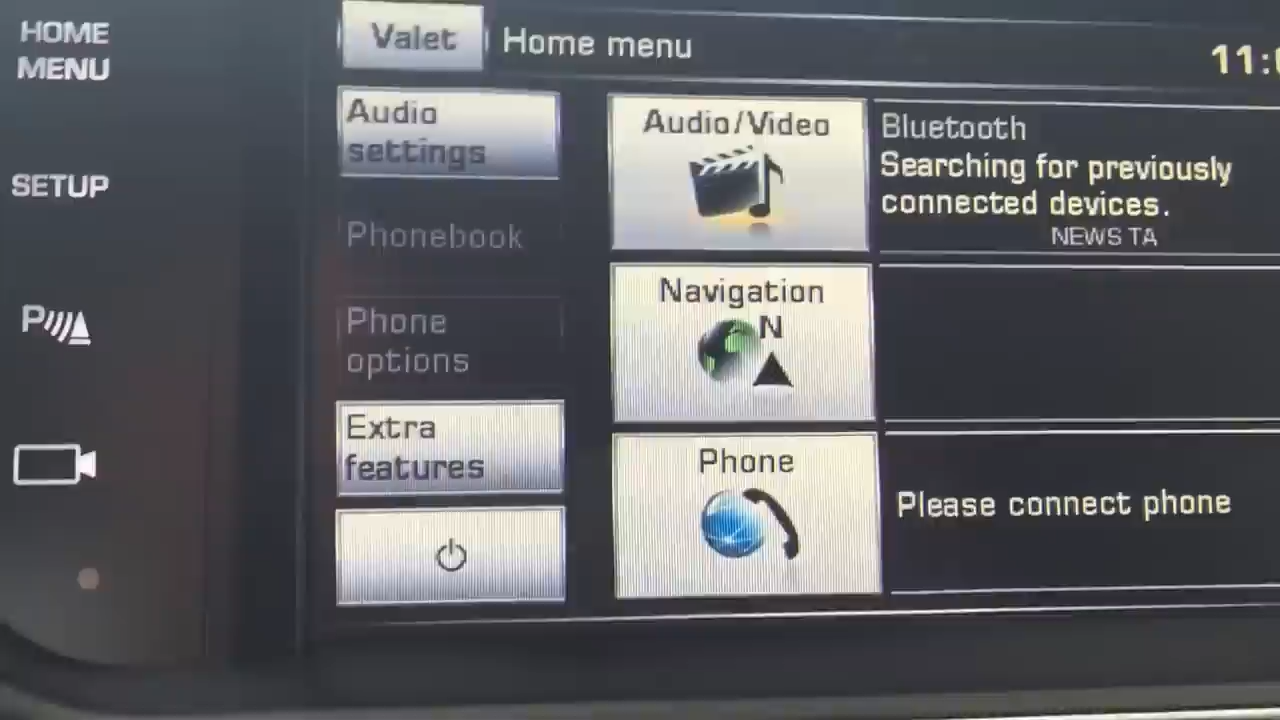 HOME
MENU
SETUP
P
Valet
Home menu
Audio
settings
Phonebook
Phone
options
Extra
features
Audio/Video
Navigation
N
Phone
Bluetooth
Searching for previously
connected devices.
NEWS TA
Please connect phone